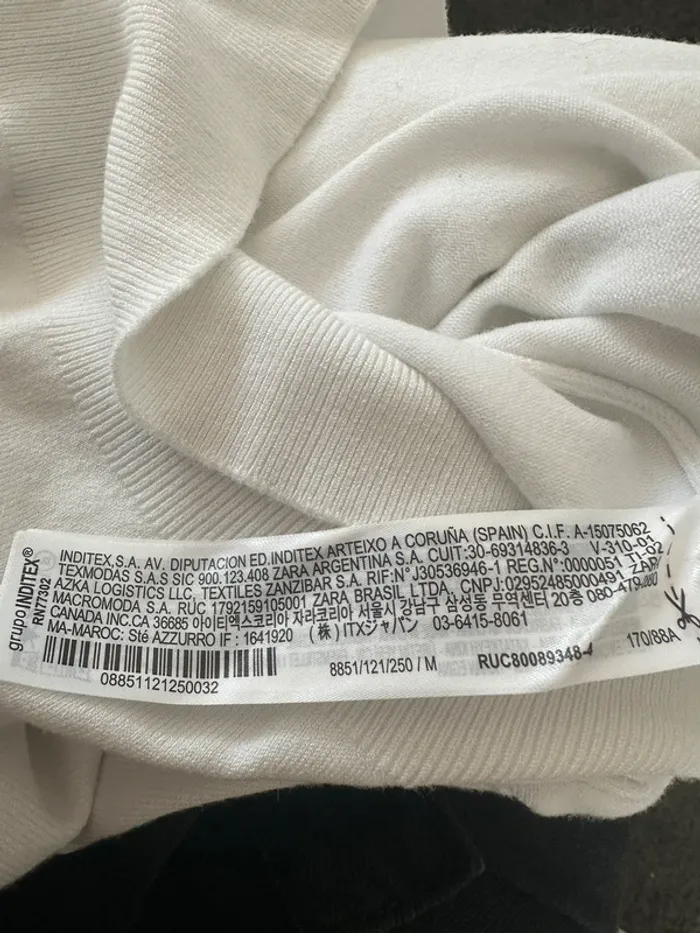 grupo INDITEX®
RN77302
INDITEX,S.A. AV. DIPUTACION ED.INDITEX ARTEIXO A CORUÑA (SPAIN) C.I.F. A-15075062
TEXMODAS S.A.S SIC 900.123.408 ZARA ARGENTINA S.A. CUIT:30-69314836-3 V-310-01
AZKA LOGISTICS LLC, TEXTILES ZANZIBAR S.A. RIF:N° J30536946-1 REG.N°:0000051 TI-02
MACROMODA S.A. RUC 1792159105001 ZARA BRASIL LTDA, CNPJ:02952485000491 ZARA
CANADA INC.CA 36685 아이티엑스코리아 자라코리아 서울시 강남구 삼성동 무역센터 20층
MA-MAROC: Sté AZZURRO IF : 1641920 (株) ITXジャパン 03-6415-8061
08851121250032
8851/121/250 / M
RUC80089348-4
170/88A